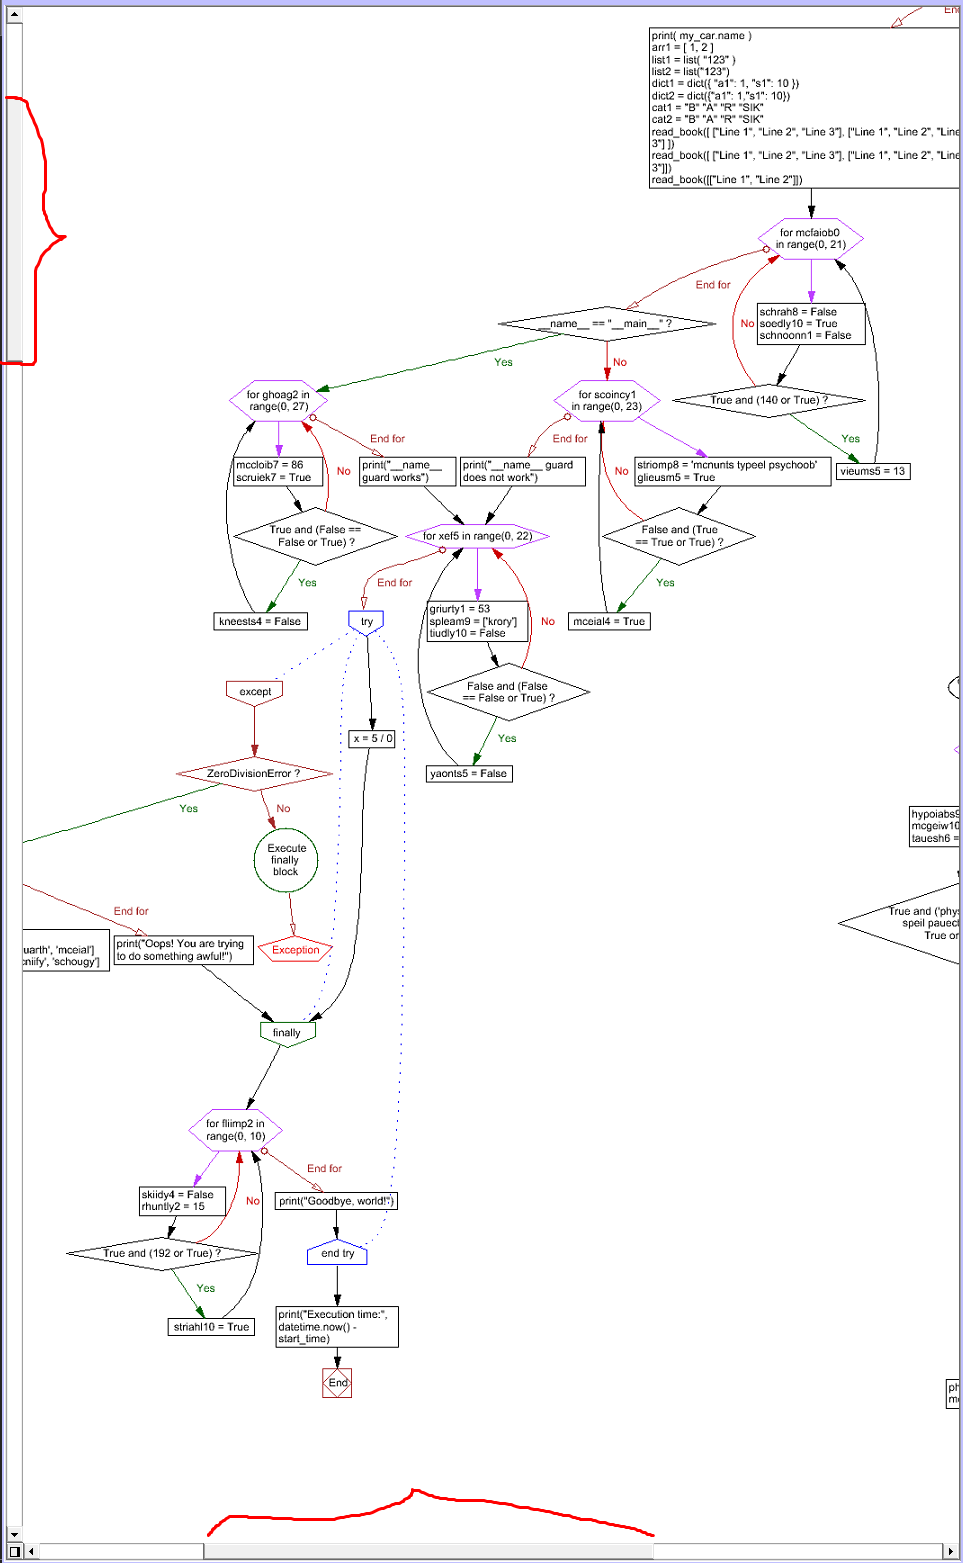 End
print( my_car.name )
arr1 = [ 1, 2 ]
list1 = list( "123" )
list2 = list("123")
dict1 = dict({ "a1": 1, "s1": 10 })
dict2 = dict({"a1": 1,"s1": 10})
cat1 = "B" "A" "R" "SIK"
cat2 = "B" "A" "R" "SIK"
read_book([ ["Line 1", "Line 2", "Line 3"], ["Line 1", "Line 2", "Line
3"] ])
read_book([ ["Line 1", "Line 2", "Line 3"], ["Line 1", "Line 2", "Line
3"]])
read_book([["Line 1", "Line 2"]])
for mcfaiob0
in range(0, 21)
End for
schrah8 = False
soedly10 = True
schnoonn1 = False
No
__name__ == "__main__" ?
Yes
No
for ghoag2 in
range(0, 27)
for scoincy1
in range(0, 23)
True and (140 or True) ?
Yes
End for
End for
mccloib7 = 86
scruiek7 = True
No
print("__name__
guard works")
print("__name__ guard
does not work")
No
striomp8 = 'mcnunts typeel psychoob'
glieusm5 = True
vieums5 = 13
True and (False ==
False or True) ?
for xef5 in range(0, 22)
False and (True
== True or True) ?
Yes
End for
Yes
kneests4 = False
try
griurty1 = 53
spleam9 = ['krory']
tiudly10 = False
No
mceial4 = True
except
False and (False
== False or True) ?
x = 5 / 0
Yes
ZeroDivisionError ?
yaonts5 = False
Yes
No
hypoiabs9
mcgeiw10
tauesh6 =
Execute
finally
block
End for
True and ('phys
speil pauect
True or
uarth', 'mceial']
cniify', 'schougy']
print("Oops! You are trying
to do something awful!")
Exception
finally
for fliimp2 in
range(0, 10)
End for
skiidy4 = False
rhuntly2 = 15
No
print("Goodbye, world!")
True and (192 or True) ?
end try
Yes
striahl10 = True
print("Execution time:",
datetime.now() -
start_time)
End
ph
mc